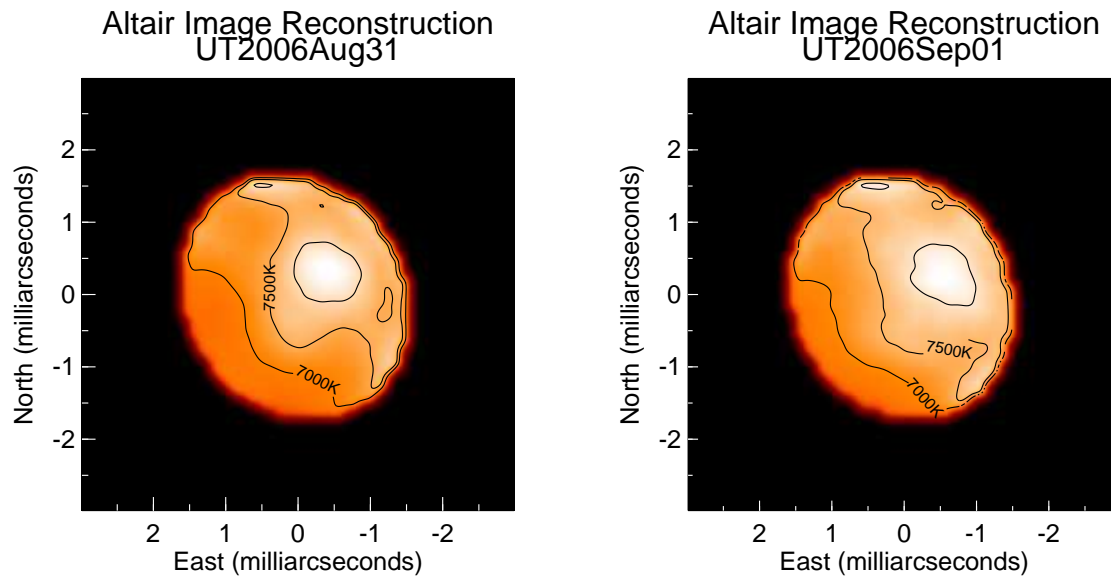 Altair Image Reconstruction
UT2006Aug31
North (milliarcseconds)
2
1
0
-1
-2
7500K
7000K
2 1 0 -1 -2
East (milliarcseconds)
Altair Image Reconstruction
UT2006Sep01
North (milliarcseconds)
2
1
0
-1
-2
7500K
7000K
2 1 0 -1 -2
East (milliarcseconds)